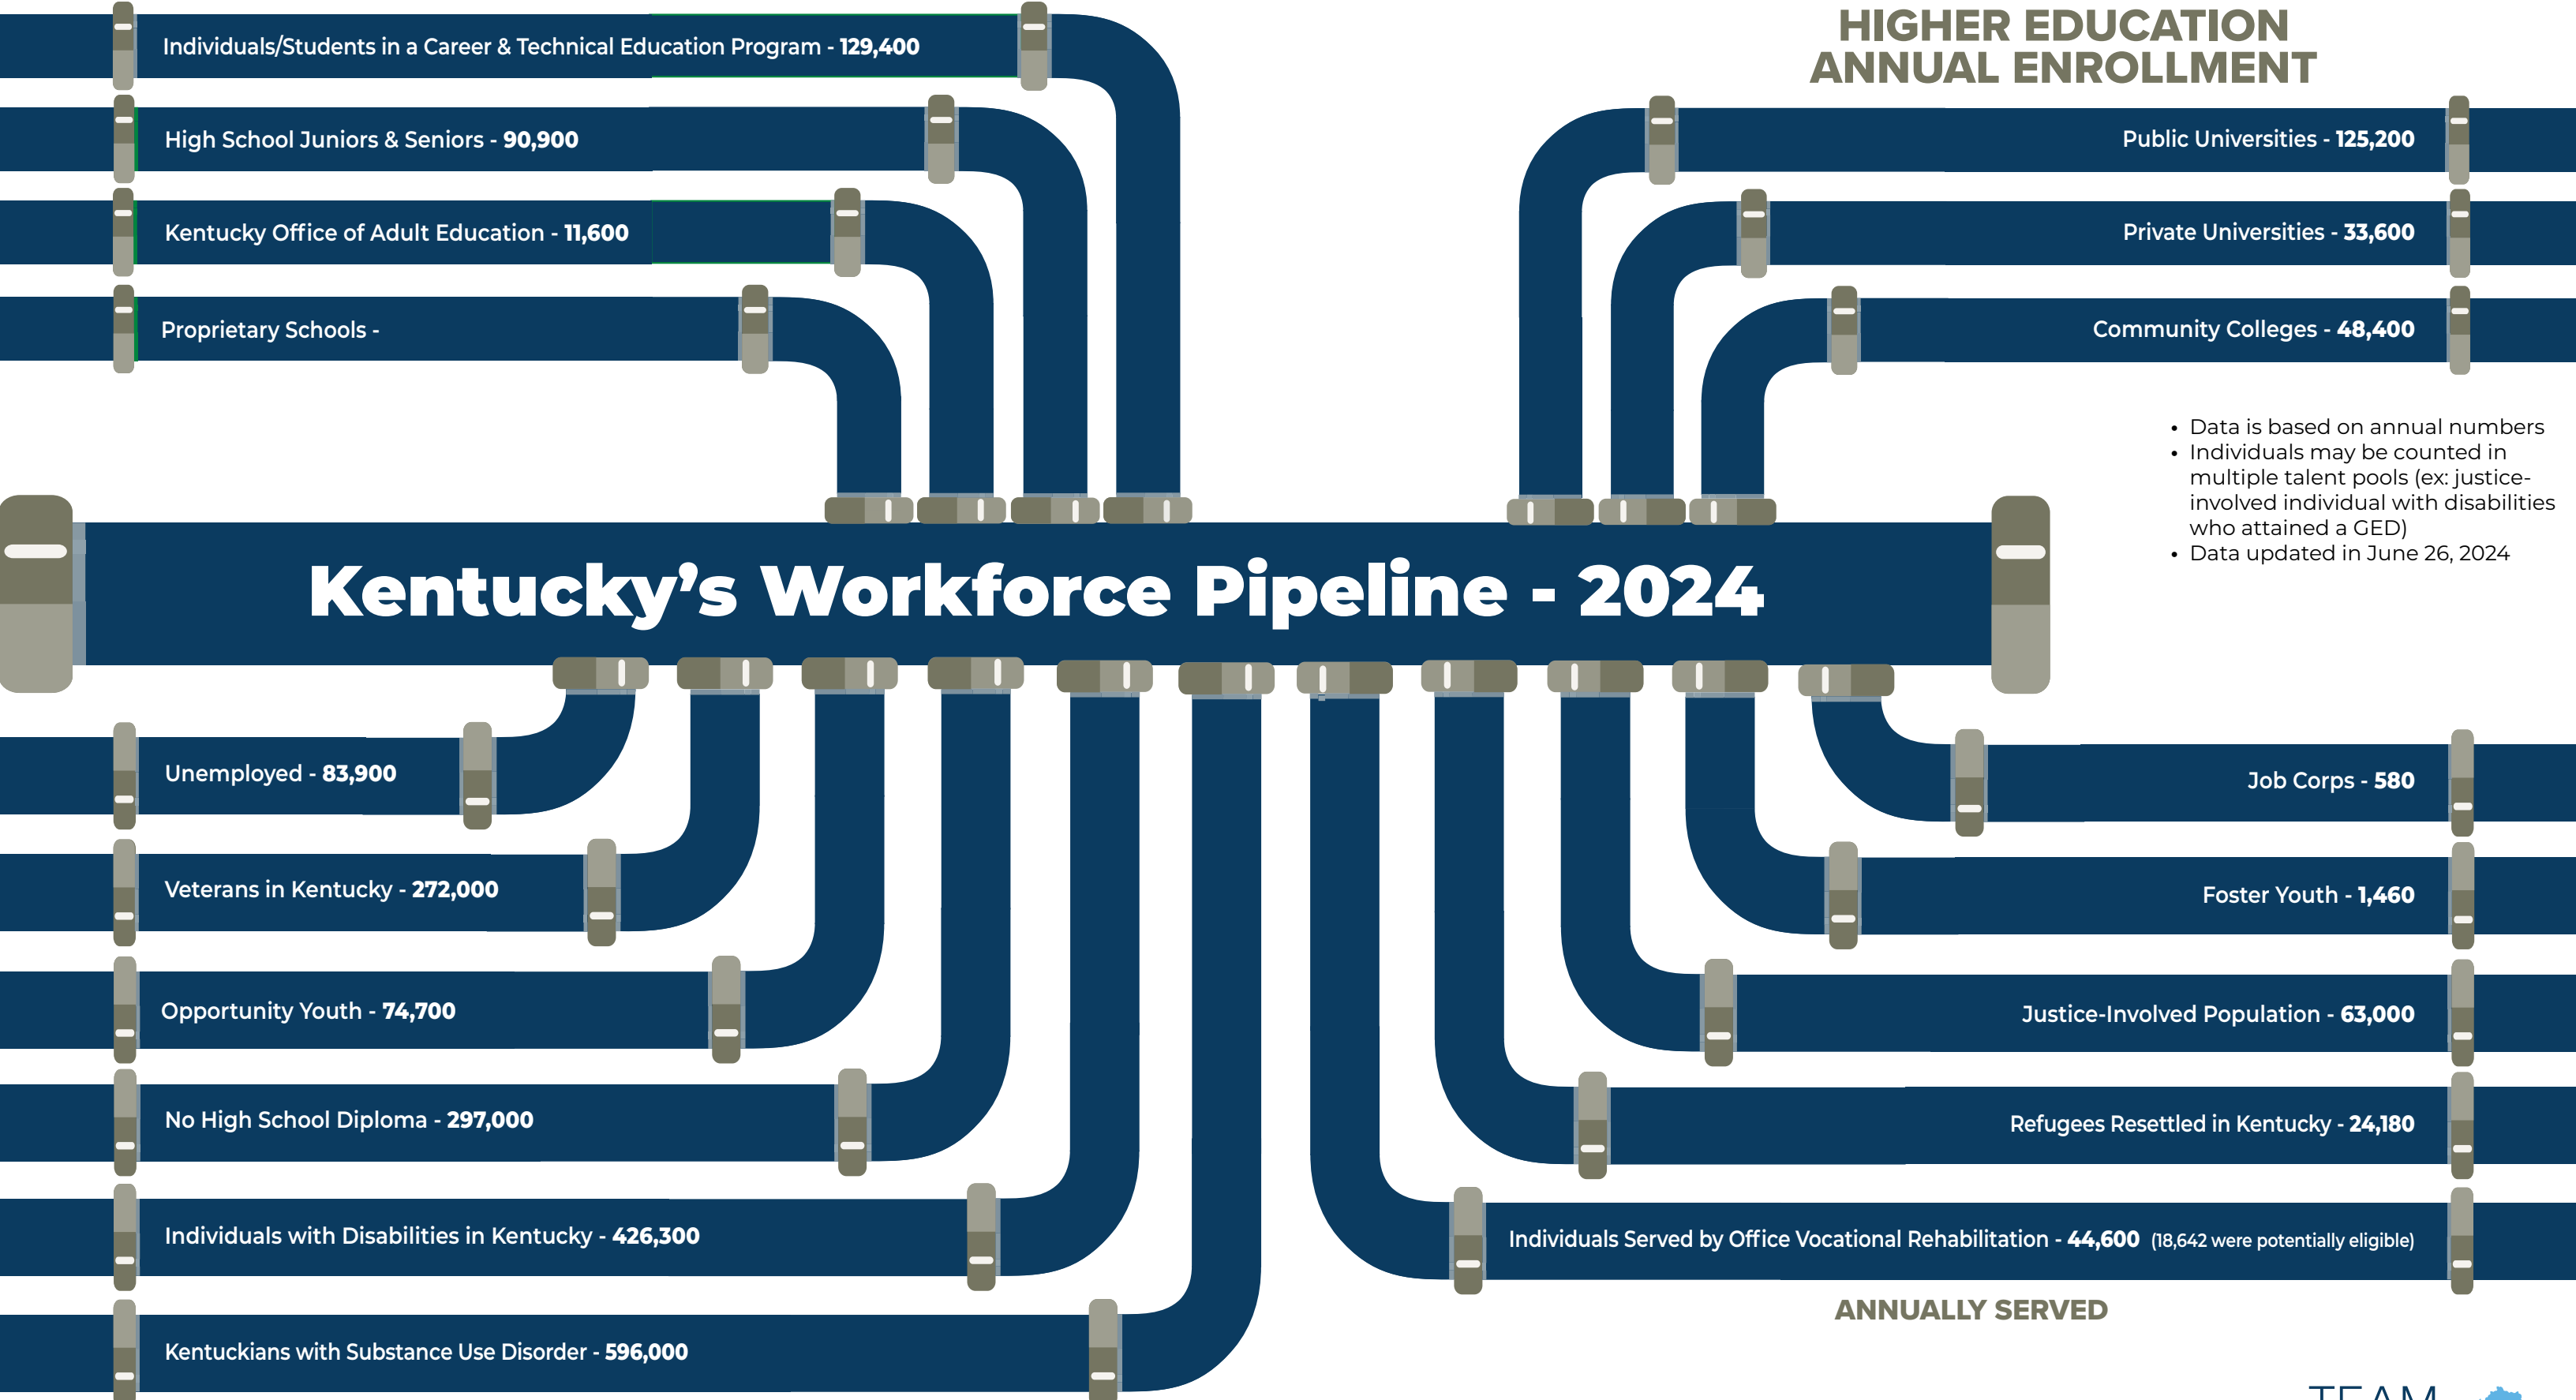 Individuals/Students in a Career & Technical Education Program - 129,400
High School Juniors & Seniors - 90,900
Kentucky Office of Adult Education - 11,600
Proprietary Schools -
HIGHER EDUCATION
ANNUAL ENROLLMENT
Public Universities - 125,200
Private Universities - 33,600
Community Colleges - 48,400
• Data is based on annual numbers
• Individuals may be counted in
multiple talent pools (ex: justice-
involved individual with disabilities
who attained a GED)
• Data updated in June 26, 2024
Kentucky’s Workforce Pipeline - 2024
Unemployed - 83,900
Veterans in Kentucky - 272,000
Opportunity Youth - 74,700
No High School Diploma - 297,000
Individuals with Disabilities in Kentucky - 426,300
Kentuckians with Substance Use Disorder - 596,000
Job Corps - 580
Foster Youth - 1,460
Justice-Involved Population - 63,000
Refugees Resettled in Kentucky - 24,180
Individuals Served by Office Vocational Rehabilitation - 44,600 (18,642 were potentially eligible)
ANNUALLY SERVED
TEAM